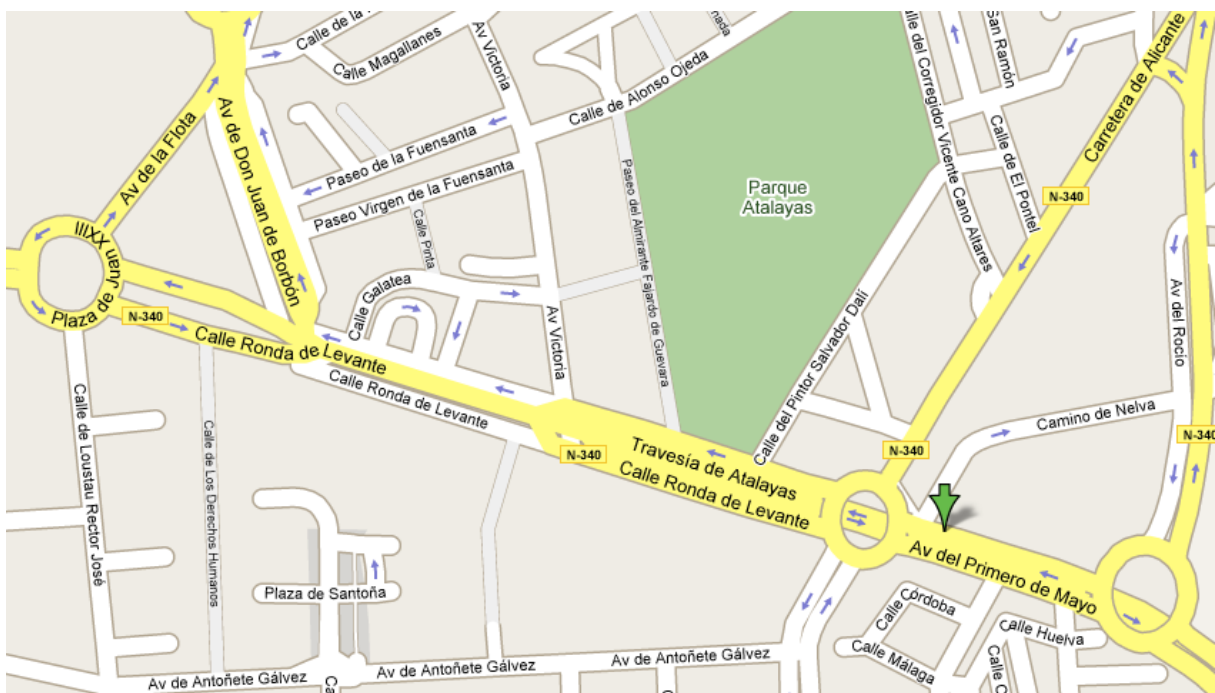 Calle de la
Calle Magallanes
Av Victoria
Calle de Alonso Ojeda
Calle del Corregidor Vicente Cano Altares
San Ramón
Carretera de Alicante
Av de la Flota
Av de Don Juan de Borbón
Paseo de la Fuensanta
Paseo Virgen de la Fuensanta
Calle Pinta
Paseo del Almirante Fajardo de Guevara
Parque
Atalayas
Calle de El Pontel
N-340
Plaza de Juan XXIII
N-340
Calle Galatea
Av Victoria
Calle del Pintor Salvador Dalí
Av del Rocío
Calle Ronda de Levante
Calle Ronda de Levante
Camino de Nelva
N-340
N-340
N-340
Travesía de Atalayas
Calle Ronda de Levante
Calle de Loustau Rector José
Calle de Los Derechos Humanos
Av del Primero de Mayo
Plaza de Santoña
Calle Córdoba
Calle Huelva
Calle Málaga
Calle C
Av de Antoñete Gálvez
Av de Antoñete Gálvez
Av de Antoñete Gálvez
Ca